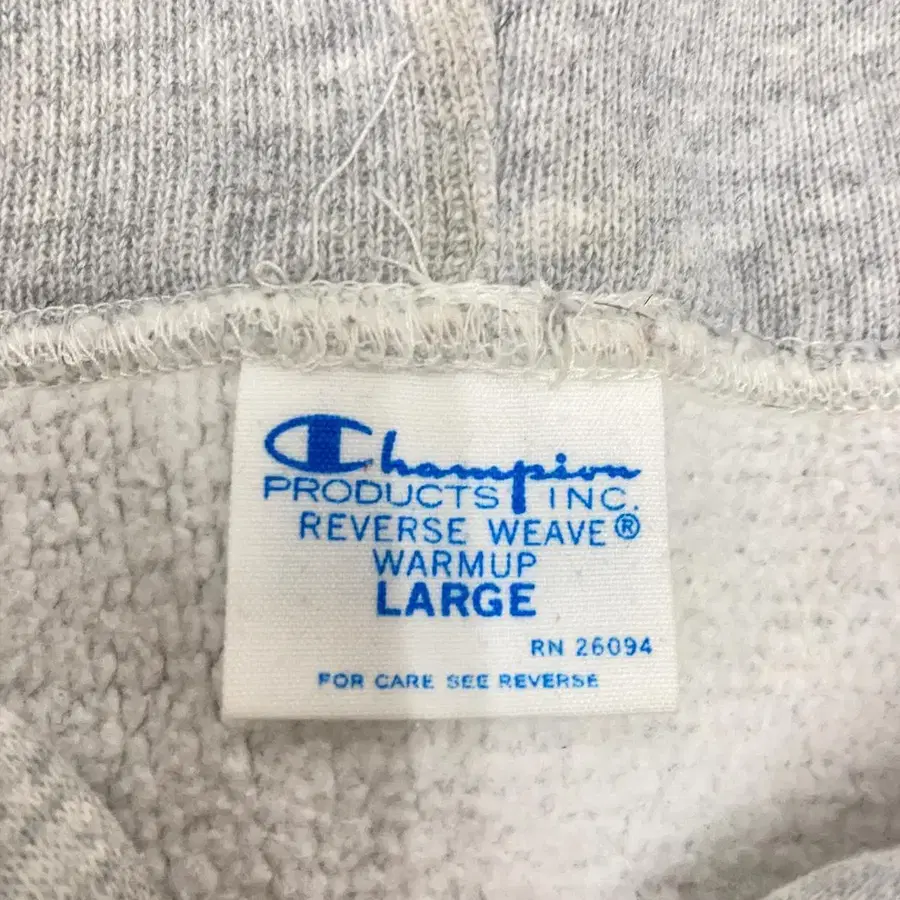 Champion
PRODUCTS INC.
REVERSE WEAVE®
WARMUP
LARGE
RN 26094
FOR CARE SEE REVERSE